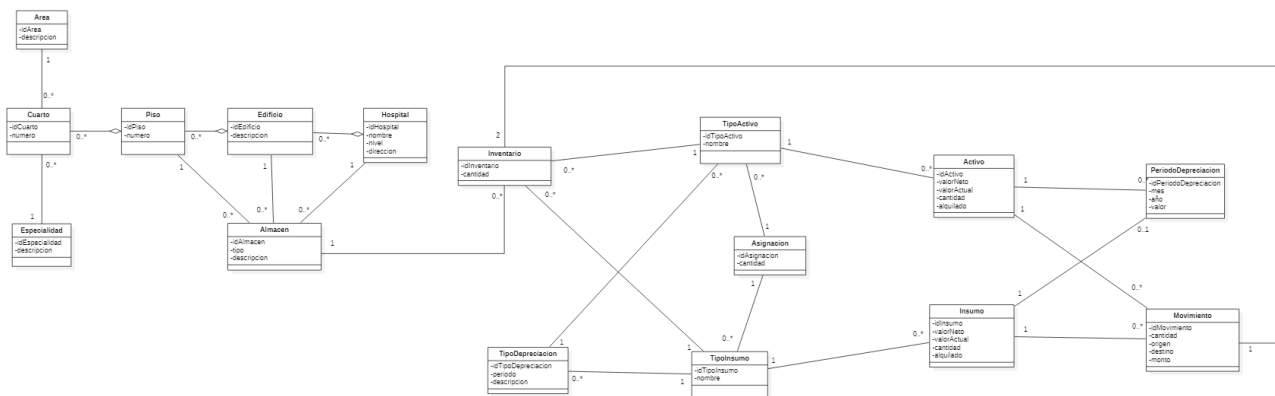 Area
-idArea
-descripcion
1
0..*
Cuarto
-idCuarto
-numero
0..*
Piso
-idPiso
-numero
0..*
Edificio
-idEdificio
-descripcion
0..*
Hospital
-idHospital
-nombre
-nivel
-direccion
0..*
1
Especialidad
-idEspecialidad
-descripcion
1
0..*
1
0..*
1
0..*
Almacen
-idAlmacen
-tipo
-descripcion
1
2
Inventario
-idInventario
-cantidad
0..*
0..*
0..*
1
TipoActivo
-idTipoActivo
-nombre
1
0..*
0..*
1
Asignacion
-idAsignacion
-cantidad
1
0..*
1
TipoDepreciacion
-idTipoDepreciacion
-periodo
-descripcion
0..*
1
1
TipoInsumo
-idTipoInsumo
-nombre
1
0..*
0..*
Activo
-idActivo
-valorNeto
-valorActual
-cantidad
-alquilado
1
1
0..*
PeriodoDepreciacion
-idPeriodoDepreciacion
-mes
-año
-valor
0..1
1
0..*
Insumo
-idInsumo
-valorNeto
-valorActual
-cantidad
-alquilado
1
0..*
Movimiento
-idMovimiento
-cantidad
-origen
-destino
-monto
1